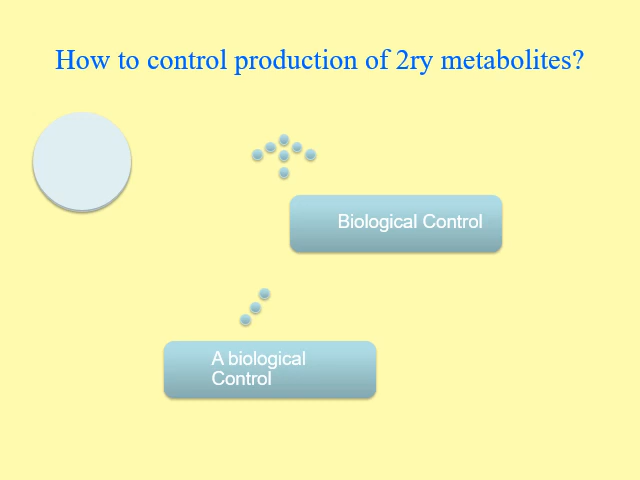 How to control production of 2ry metabolites?
Biological Control
A biological
Control